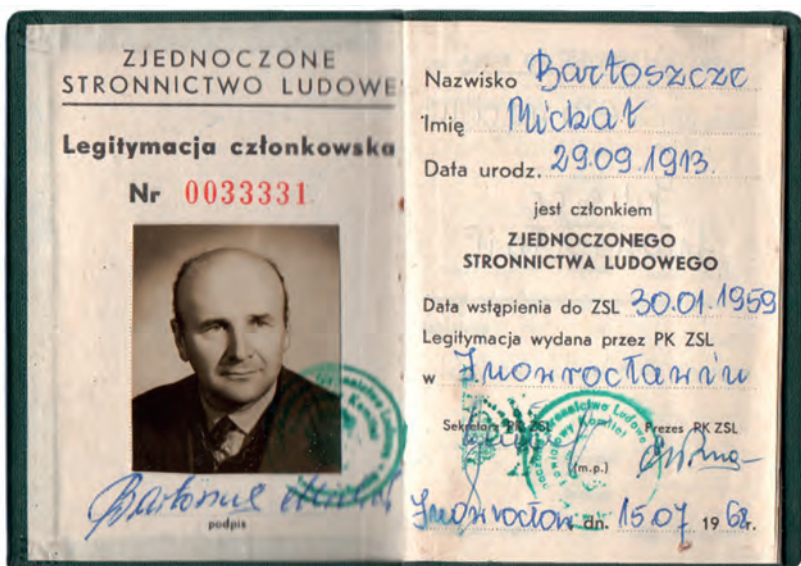 ZJEDNOCZONE
STRONNICTWO LUDOWE
Legitymacja członkowska
Nr 0033331
podpis
Nazwisko Bartoszcze
Imię Michał
Data urodz. 29.09.1913.
jest członkiem
ZJEDNOCZONEGO
STRONNICTWA LUDOWEGO
Data wstąpienia do ZSL 30.01.1959
Legitymacja wydana przez PK ZSL
w Inowrocławiu
Sekretarz PK ZSL Prezes PK ZSL
(m.p.)
Inowrocław, dn. 15.07 1968r.